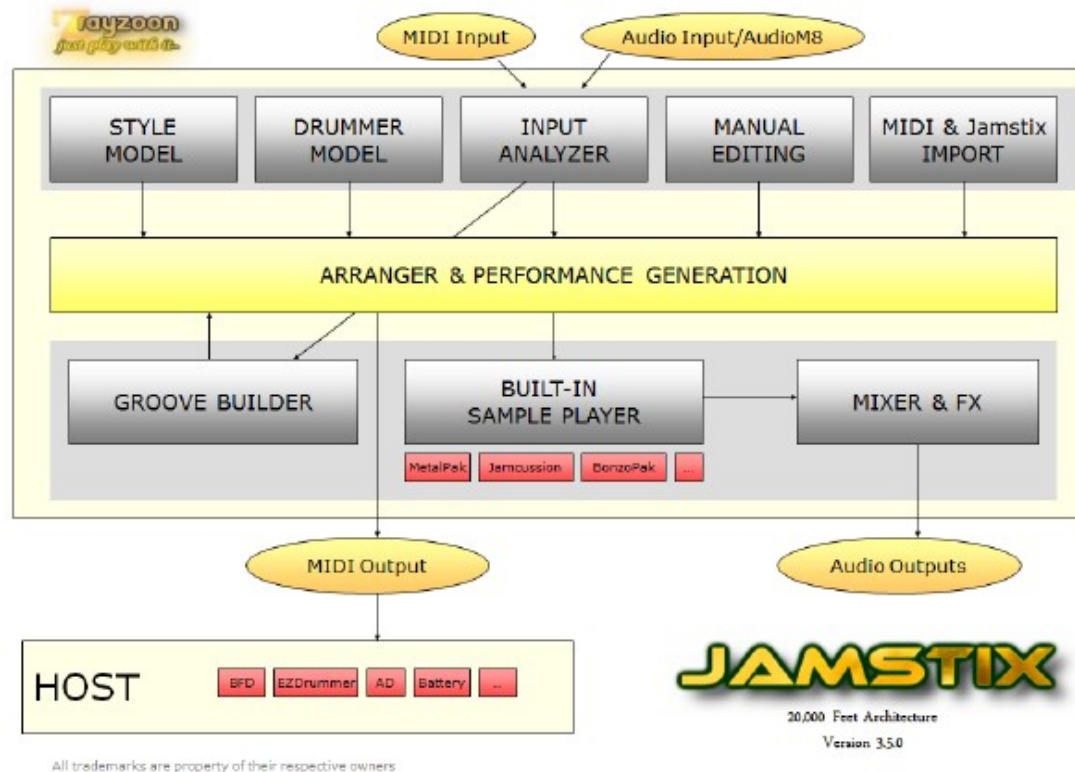 rayzoon
just play with it..
MIDI Input
Audio Input/AudioM8
STYLE
MODEL
DRUMMER
MODEL
INPUT
ANALYZER
MANUAL
EDITING
MIDI & Jamstix
IMPORT
ARRANGER & PERFORMANCE GENERATION
GROOVE BUILDER
BUILT-IN
SAMPLE PLAYER
MIXER & FX
MetalPak
Jamcussion
BonzoPak
...
MIDI Output
Audio Outputs
HOST
BFD
EZDrummer
AD
Battery
...
JAMSTIX
20,000 Feet Architecture
Version 3.5.0
All trademarks are property of their respective owners